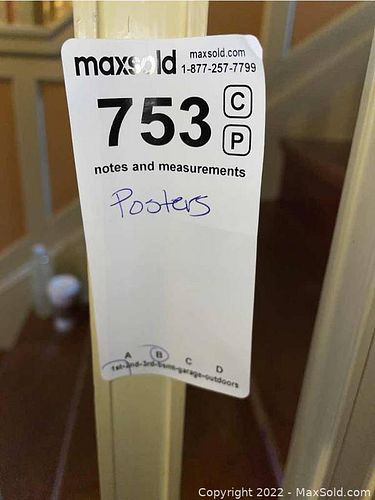 maxsold maxsold.com
1-877-257-7799
753 C
P
notes and measurements
Posters
A B C D
1st-2nd-3rd-bsmt-garage-outdoors
Copyright 2022 - MaxSold.com